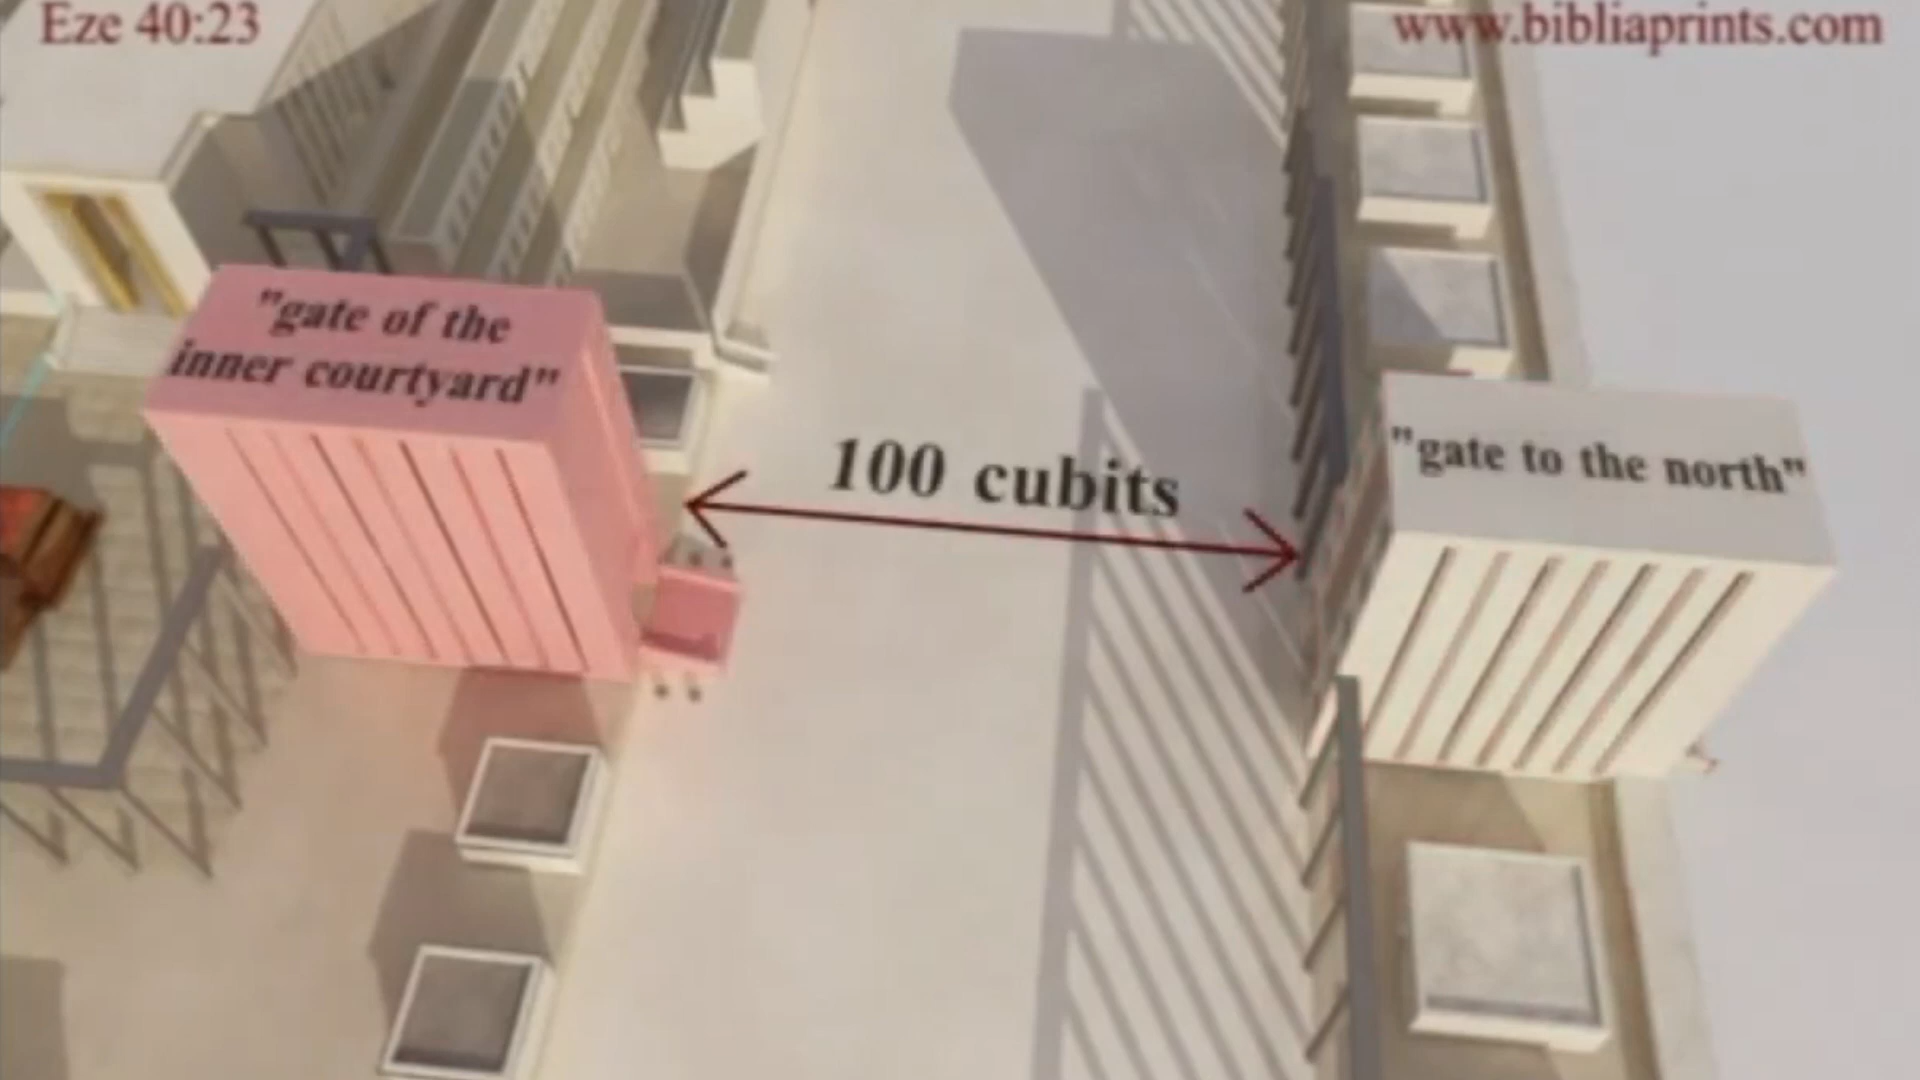 Eze 40:23
www.bibliaprints.com
"gate of the
inner courtyard"
100 cubits
"gate to the north"